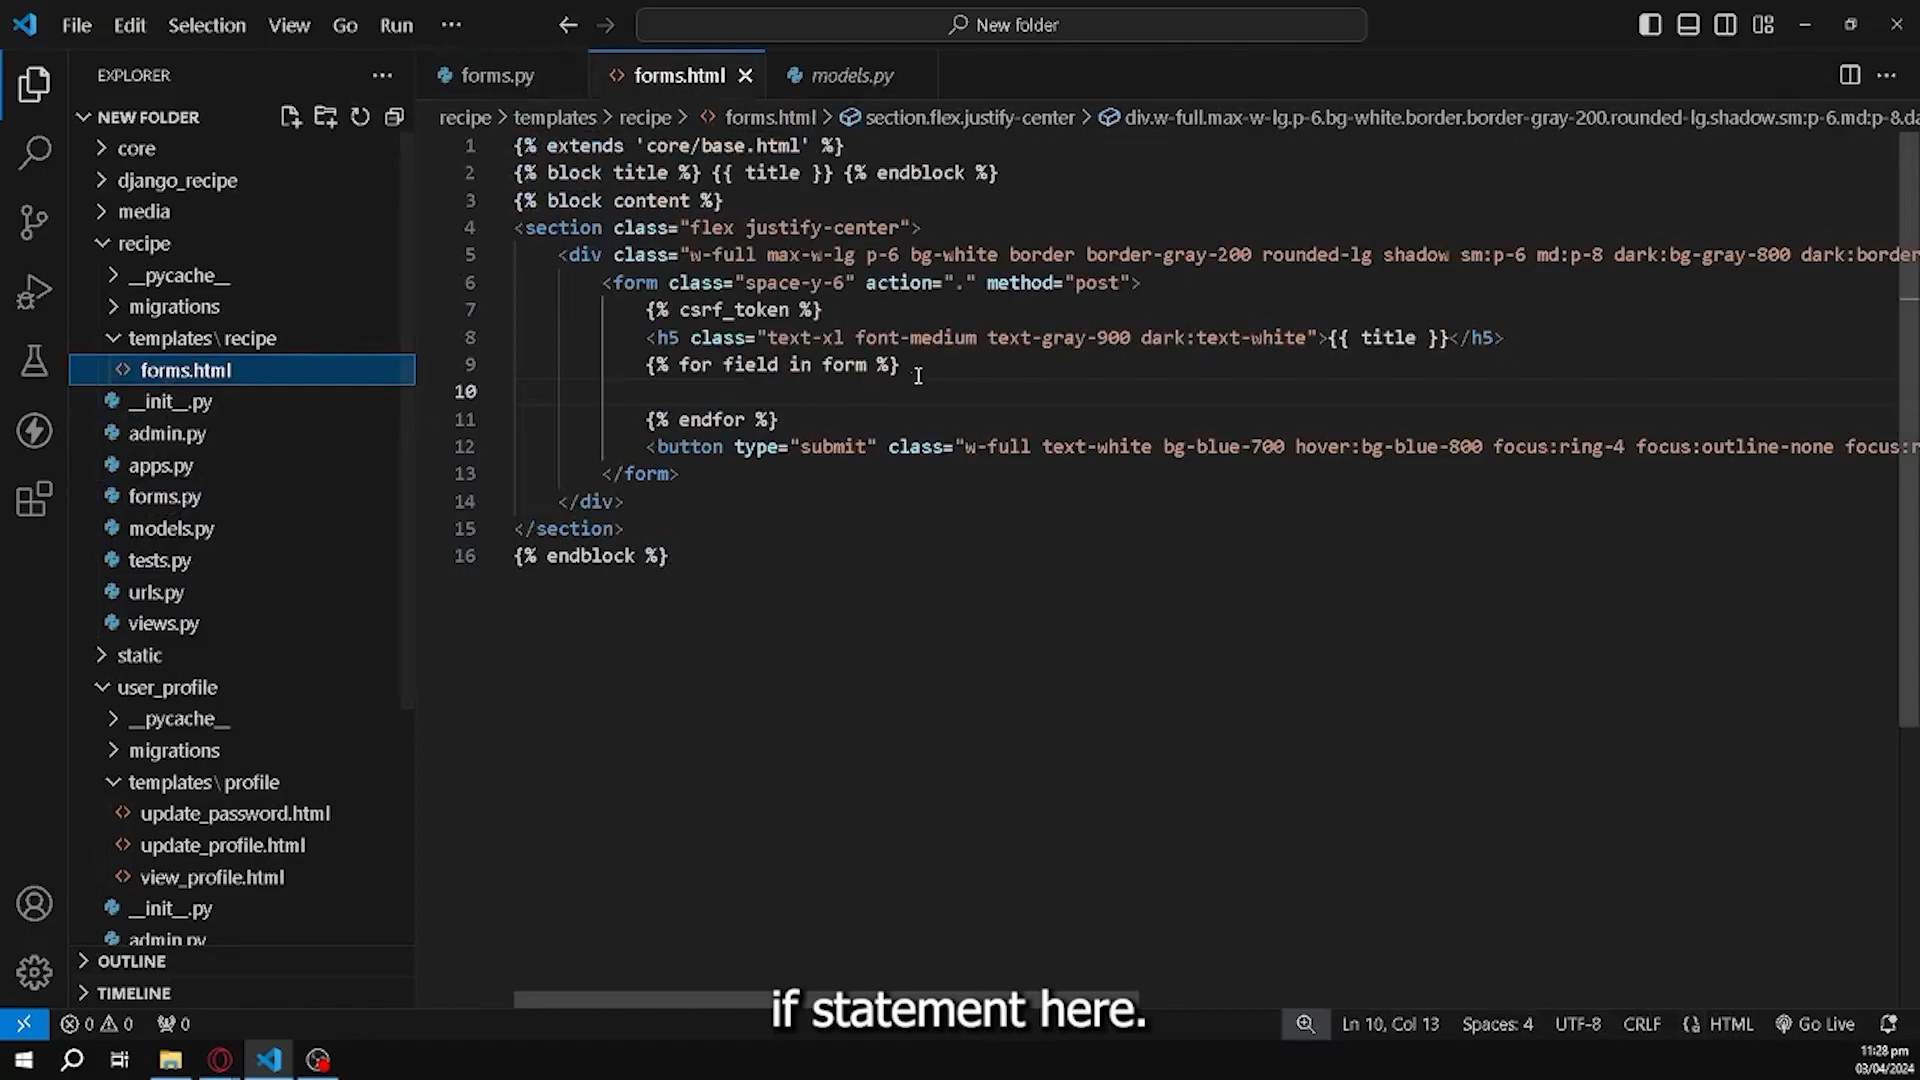 File Edit Selection View Go Run ··· New folder
EXPLORER ···
forms.py
forms.html
models.py
NEW FOLDER
recipe > templates > recipe > forms.html > section.flex.justify-center > div.w-full.max-w-lg.p-6.bg-white.border.border-gray-200.rounded-lg.shadow.sm:p-6.md:p-8.da
core
django_recipe
media
recipe
__pycache__
migrations
templates\recipe
forms.html
__init__.py
admin.py
apps.py
forms.py
models.py
tests.py
urls.py
views.py
static
user_profile
__pycache__
migrations
templates\profile
update_password.html
update_profile.html
view_profile.html
__init__.py
admin.py
OUTLINE
TIMELINE
1 {% extends 'core/base.html' %}
2 {% block title %} {{ title }} {% endblock %}
3 {% block content %}
4 <section class="flex justify-center">
5 <div class="w-full max-w-lg p-6 bg-white border border-gray-200 rounded-lg shadow sm:p-6 md:p-8 dark:bg-gray-800 dark:border
6 <form class="space-y-6" action="." method="post">
7 {% csrf_token %}
8 <h5 class="text-xl font-medium text-gray-900 dark:text-white">{{ title }}</h5>
9 {% for field in form %}
10
11 {% endfor %}
12 <button type="submit" class="w-full text-white bg-blue-700 hover:bg-blue-800 focus:ring-4 focus:outline-none focus:r
13 </form>
14 </div>
15 </section>
16 {% endblock %}
if statement here.
0 0 0 Ln 10, Col 13 Spaces: 4 UTF-8 CRLF HTML Go Live
11:28 pm
03/04/2024